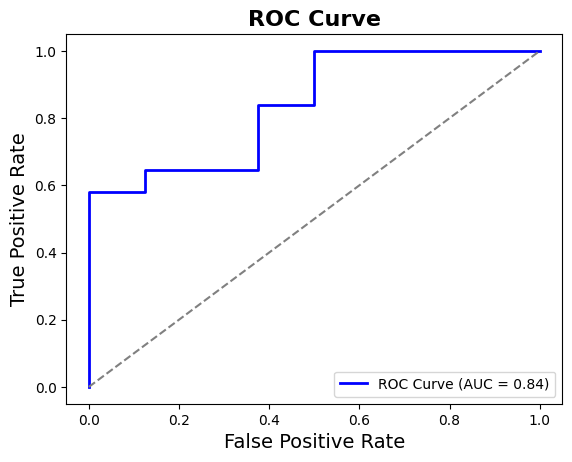 ROC Curve
True Positive Rate
1.0
0.8
0.6
0.4
0.2
0.0
0.0 0.2 0.4 0.6 0.8 1.0
False Positive Rate
ROC Curve (AUC = 0.84)